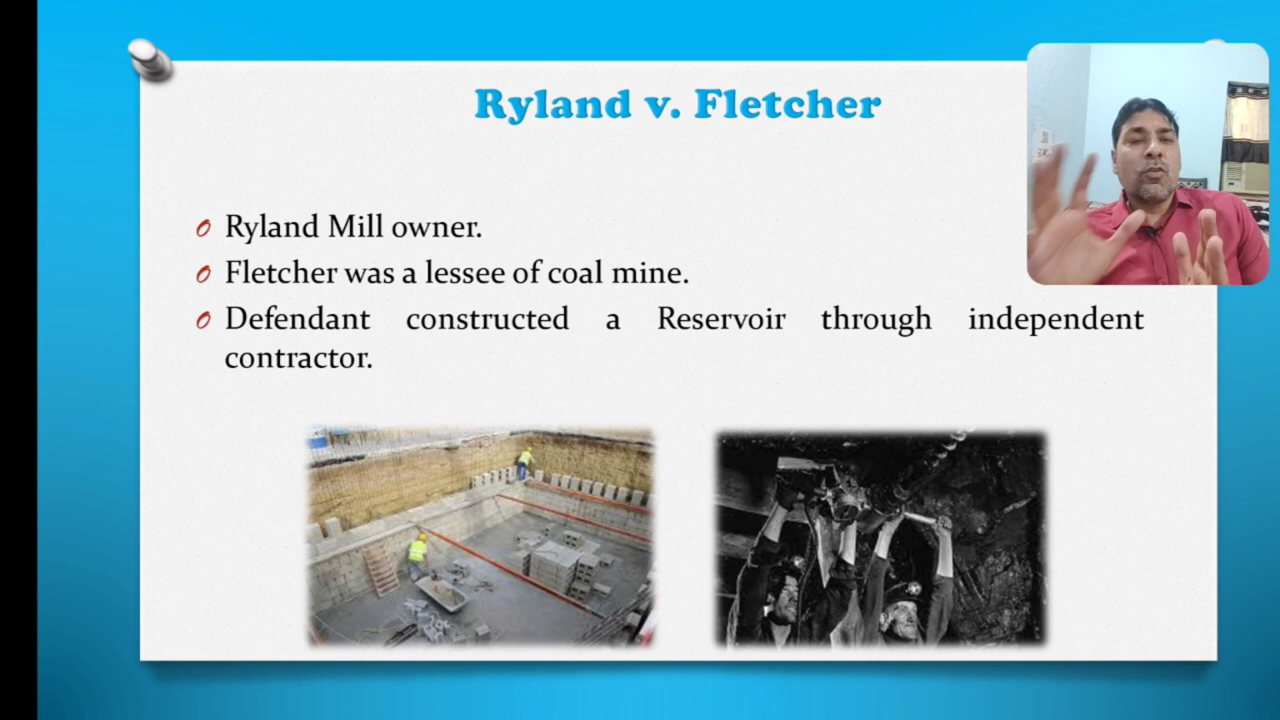 Ryland v. Fletcher
Ryland Mill owner.
Fletcher was a lessee of coal mine.
Defendant constructed a Reservoir through independent
contractor.